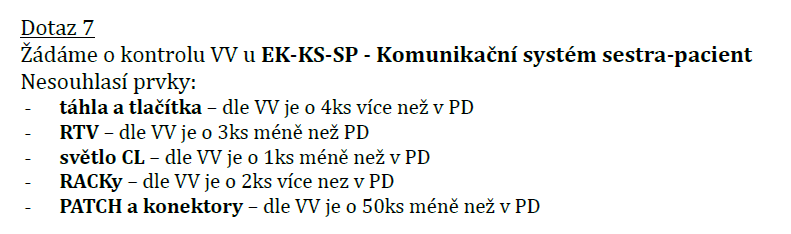 Dotaz 7
Žádáme o kontrolu VV u EK-KS-SP - Komunikační systém sestra-pacient
Nesouhlasí prvky:
- táhla a tlačítka – dle VV je o 4ks více než v PD
- RTV – dle VV je o 3ks méně než PD
- světlo CL – dle VV je o 1ks méně než v PD
- RACKy – dle VV je o 2ks více nez v PD
- PATCH a konektory – dle VV je o 50ks méně než v PD